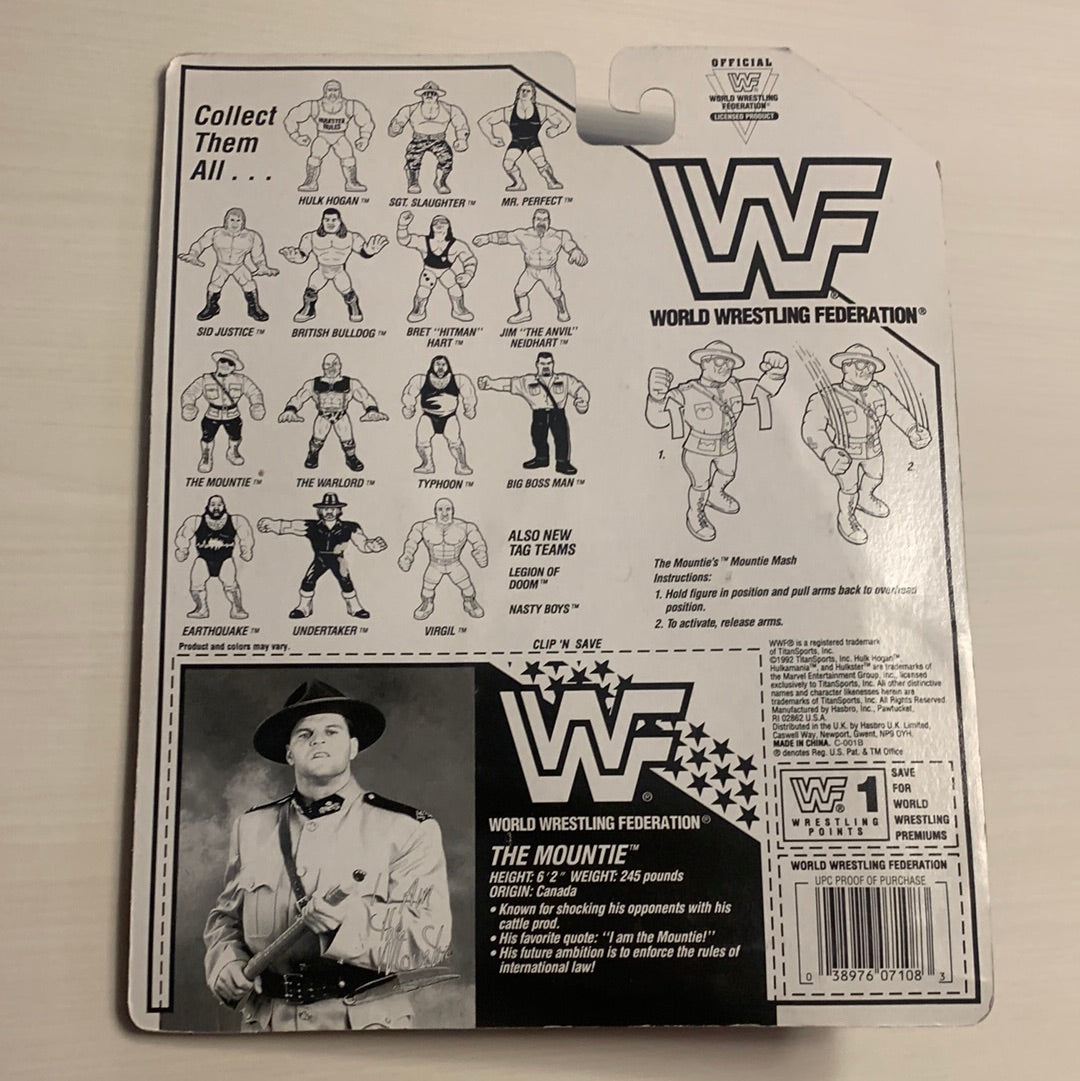 Collect
Them
All . . .
HULKSTER
RULES
HULK HOGAN™
SGT. SLAUGHTER™
MR. PERFECT™
SID JUSTICE™
BRITISH BULLDOG™
BRET "HITMAN"
HART™
JIM "THE ANVIL"
NEIDHART™
THE MOUNTIE®™
THE WARLORD™
TYPHOON™
BIG BOSS MAN™
EARTHQUAKE™
UNDERTAKER™
VIRGIL™
ALSO NEW
TAG TEAMS
LEGION OF
DOOM™
NASTY BOYS™
Product and colors may vary.
OFFICIAL
WF
WORLD WRESTLING
FEDERATION®
LICENSED PRODUCT
WF®
WORLD WRESTLING FEDERATION®
1.
2.
The Mountie's™ Mountie Mash
Instructions:
1. Hold figure in position and pull arms back to overhead
position.
2. To activate, release arms.
CLIP 'N SAVE
WF®
WORLD WRESTLING FEDERATION®
THE MOUNTIE™
HEIGHT: 6'2" WEIGHT: 245 pounds
ORIGIN: Canada
• Known for shocking his opponents with his
cattle prod.
• His favorite quote: "I am the Mountie!"
• His future ambition is to enforce the rules of
international law!
WWF® is a registered trademark
of TitanSports, Inc.
©1992 TitanSports, Inc. Hulk Hogan™
Hulkamania™, and Hulkster™ are trademarks of
the Marvel Entertainment Group, Inc., licensed
exclusively to TitanSports, Inc. All other distinctive
names and character likenesses herein are
trademarks of TitanSports, Inc. All Rights Reserved.
Manufactured by Hasbro, Inc., Pawtucket,
RI 02862 U.S.A.
Distributed in the U.K. by Hasbro U.K. Limited,
Caswell Way, Newport, Gwent, NP9 OYH.
MADE IN CHINA. C-001B
® denotes Reg. U.S. Pat. & TM Office
WF® 1
WRESTLING
POINTS
SAVE
FOR
WORLD
WRESTLING
PREMIUMS
WORLD WRESTLING FEDERATION
UPC PROOF OF PURCHASE
0 38976 07108 3